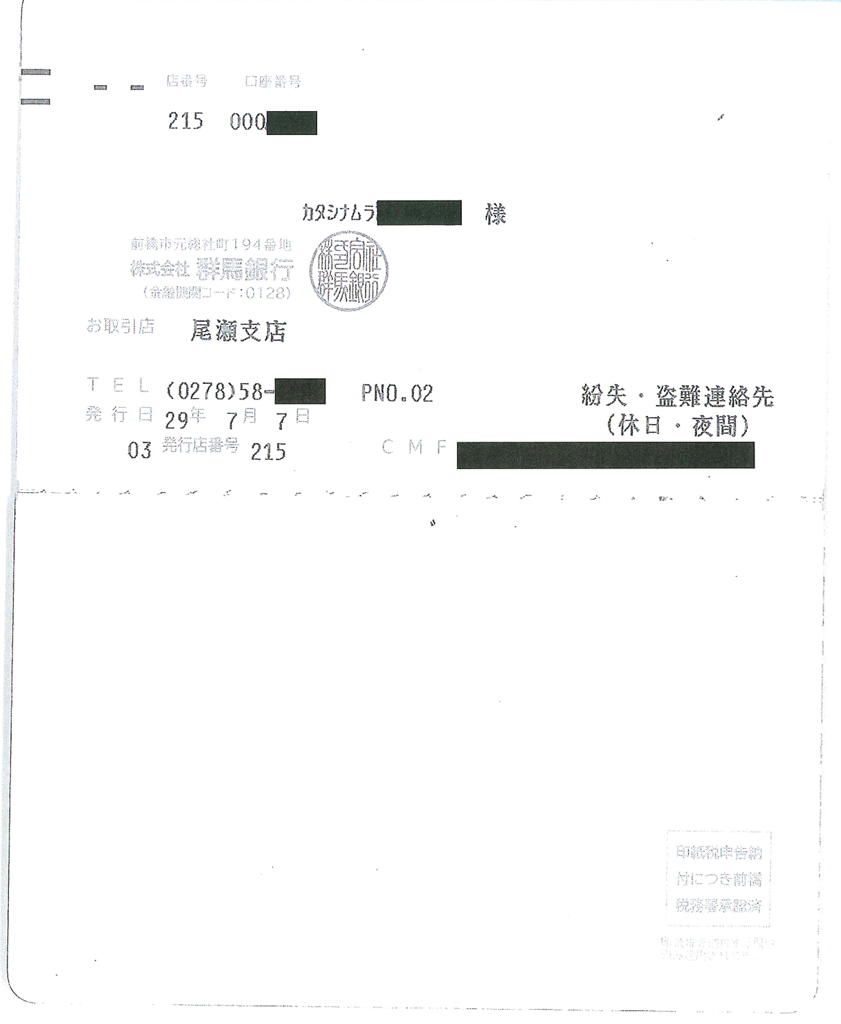 店番号 口座番号
215 000
カタシナムラ 様
前橋市元総社町194番地
株式会社 群馬銀行
(金融機関コード:0128)
お取引店 尾瀬支店
TEL (0278)58- PNO.02
紛失・盗難連絡先
発行日 29年 7月 7日
(休日・夜間)
03 発行店番号 215 CMF
印紙税申告納
付につき前橋
税務署承認済